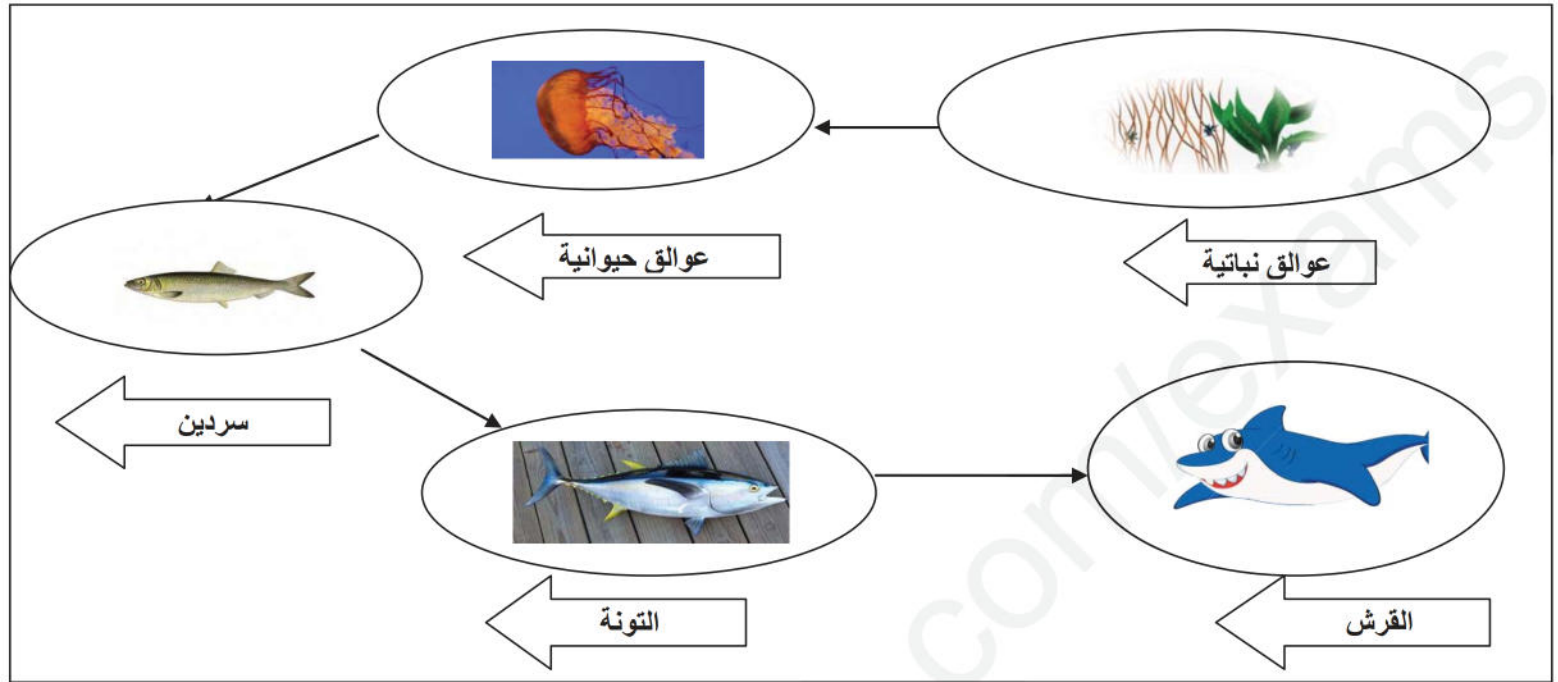 عوالق نباتية
عوالق حيوانية
سردين
التونة
القرش
com/exams